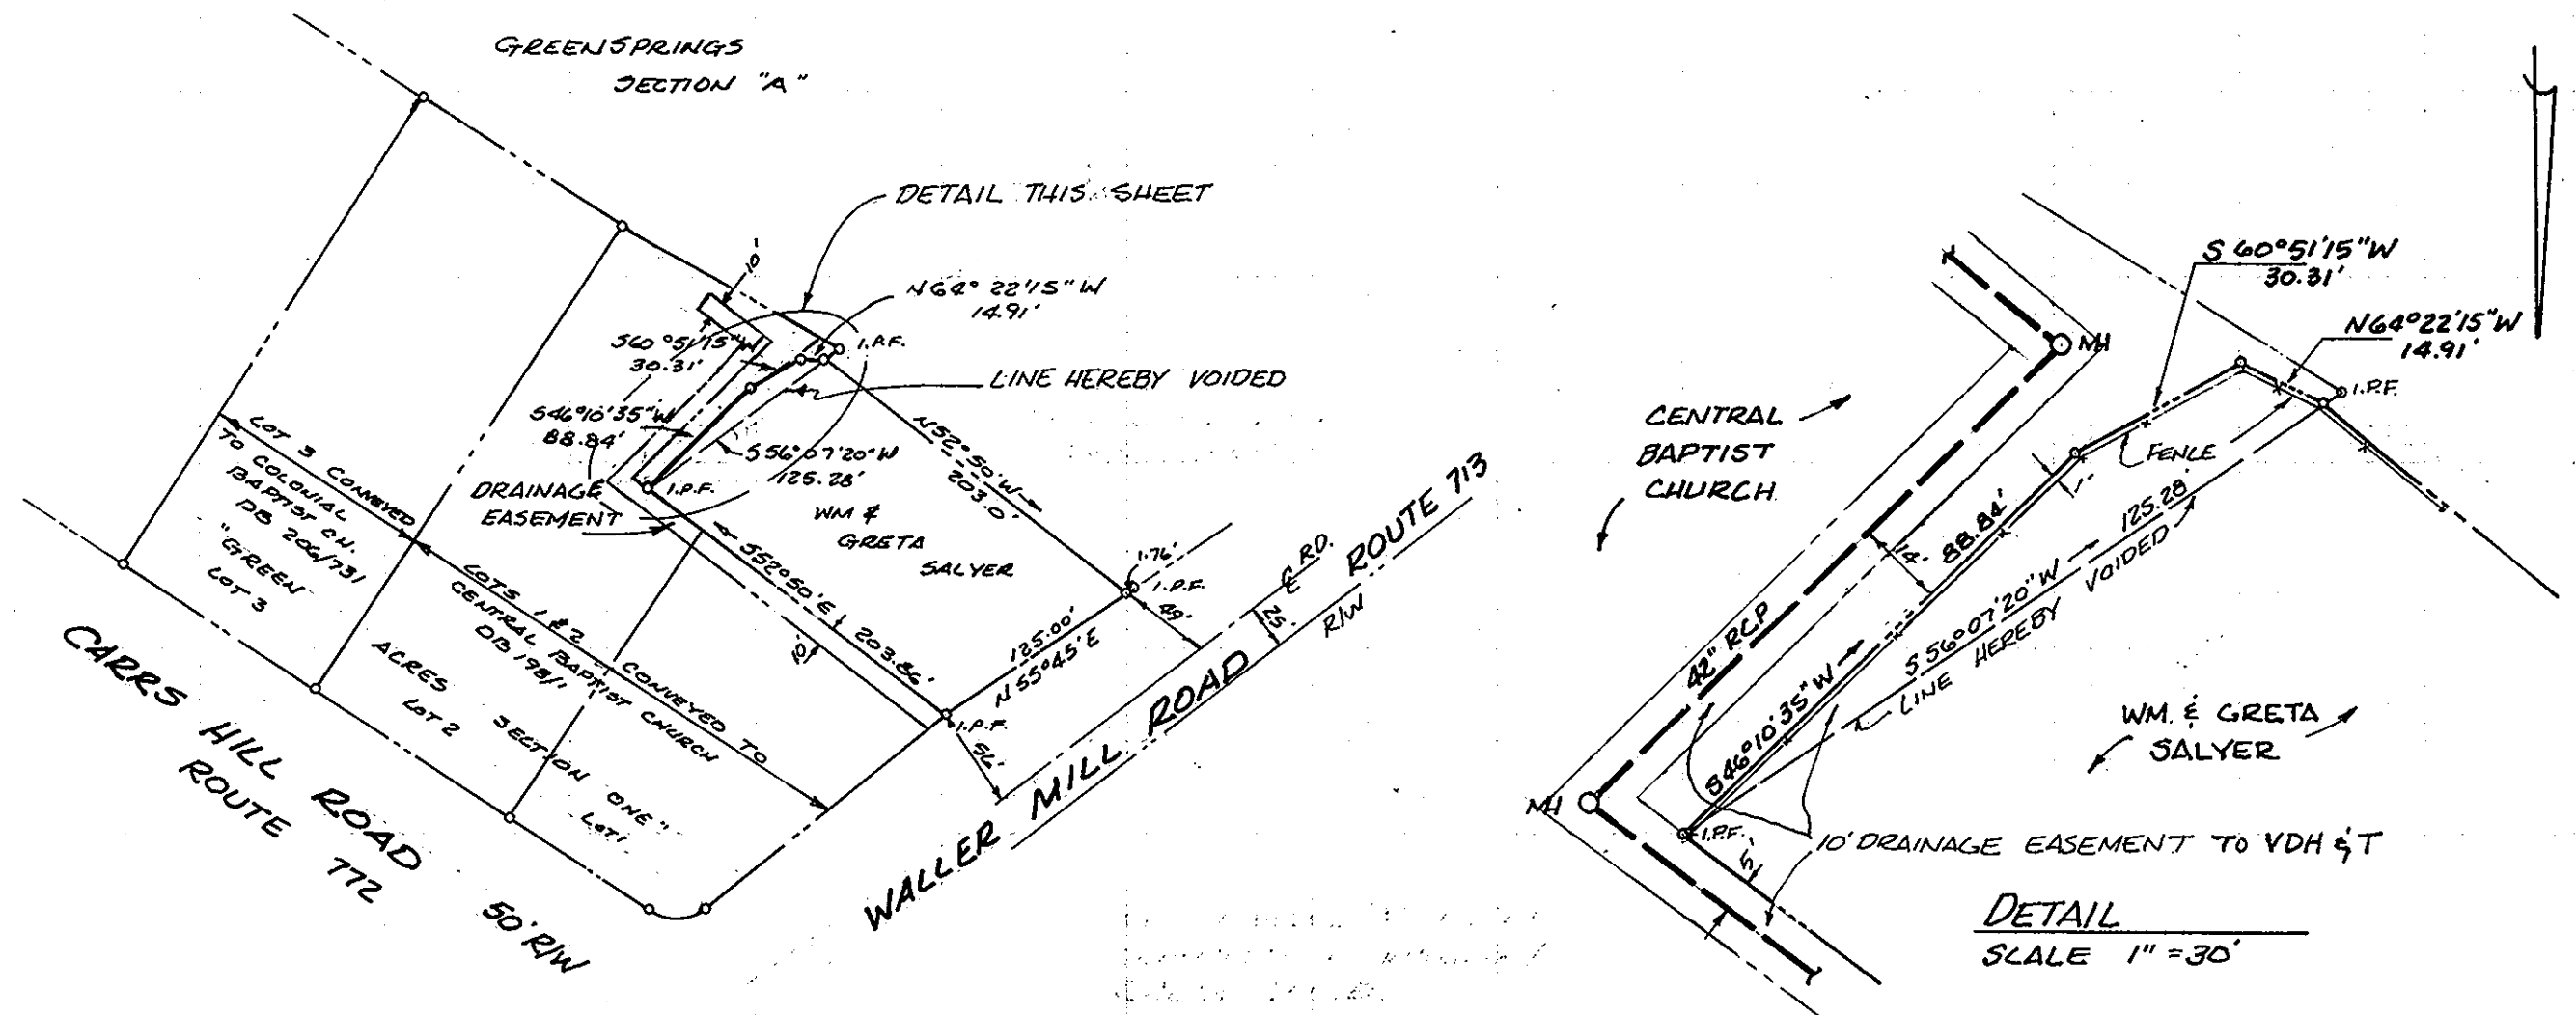 GREENSPRINGS
SECTION "A"
DETAIL THIS SHEET
10'
N64° 22'15" W
14.91'
I.P.F.
S60°51'15"W
30.31'
LINE HEREBY VOIDED
S46°10'35"W
88.84'
S56°07'20"W
125.28'
N52°50'W
203.0'
DRAINAGE
EASEMENT
I.P.F.
WM &
GRETA
SALYER
LOT 3 CONVEYED
TO COLONIAL
BAPTIST CH.
DB 206/731
"GREEN
LOT 3
LOTS 1 & 2 CONVEYED TO
CENTRAL BAPTIST CHURCH
DB 198/1
ACRES SECTION ONE"
LOT 2
LOT 1
S52°50'E
203.86'
10'
125.00'
N 55°45'E
1.76'
I.P.F.
49'
I.P.F.
56'
℄ RD.
25'
R/W
ROUTE 713
WALLER MILL ROAD
CARRS HILL ROAD
ROUTE 772
50' R/W
S 60°51'15"W
30.31'
N64°22'15"W
14.91'
I.P.F.
MH
CENTRAL
BAPTIST
CHURCH
FENCE
1'
14'
88.84'
125.28'
S 56°07'20"W
LINE HEREBY VOIDED
42" RCP
S46°10'35"W
WM. & GRETA
SALYER
MH
I.P.F.
5'
10' DRAINAGE EASEMENT TO VDH & T
DETAIL
SCALE 1" = 30'